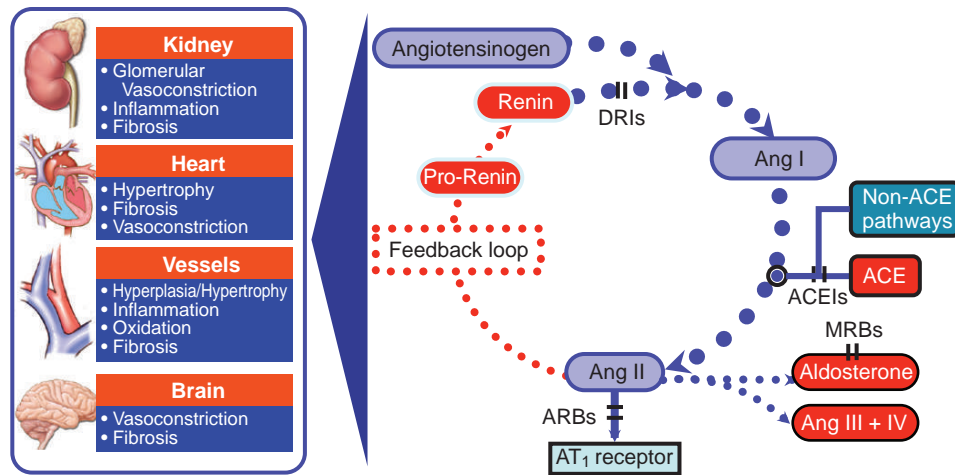 Kidney
• Glomerular
Vasoconstriction
• Inflammation
• Fibrosis
Heart
• Hypertrophy
• Fibrosis
• Vasoconstriction
Vessels
• Hyperplasia/Hypertrophy
• Inflammation
• Oxidation
• Fibrosis
Brain
• Vasoconstriction
• Fibrosis
Angiotensinogen
Renin
DRIs
Ang I
Pro-Renin
Non-ACE
pathways
Feedback loop
ACE
ACEIs
MRBs
Ang II
Aldosterone
ARBs
Ang III + IV
AT₁ receptor